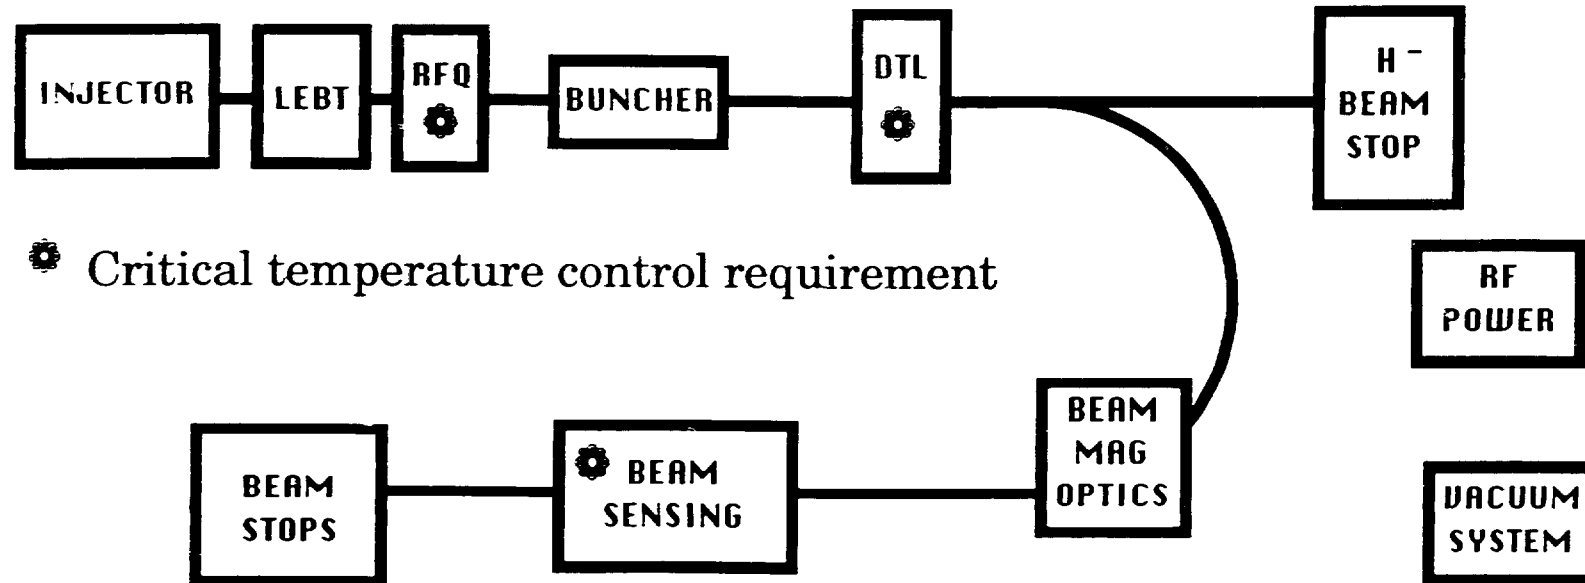 INJECTOR
LEBT
RFQ
BUNCHER
DTL
H⁻
BEAM
STOP
Critical temperature control requirement
RF
POWER
BEAM
MAG
OPTICS
BEAM
SENSING
BEAM
STOPS
VACUUM
SYSTEM